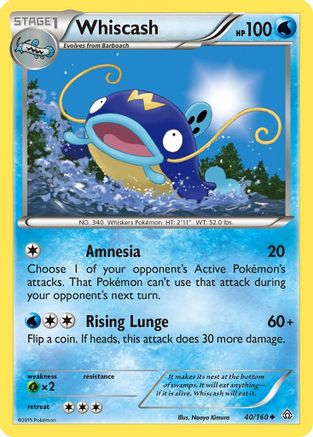 STAGE1 Whiscash HP100
Evolves from Barboach
NO. 340 Whiskers Pokémon HT: 2'11" WT: 52.0 lbs.
Amnesia 20
Choose 1 of your opponent's Active Pokémon's
attacks. That Pokémon can't use that attack during
your opponent's next turn.
Rising Lunge 60+
Flip a coin. If heads, this attack does 30 more damage.
weakness resistance
×2
retreat
It makes its nest at the bottom
of swamps. It will eat anything—
if it is alive, Whiscash will eat it.
©2015 Pokémon
Illus. Naoyo Kimura
40/160